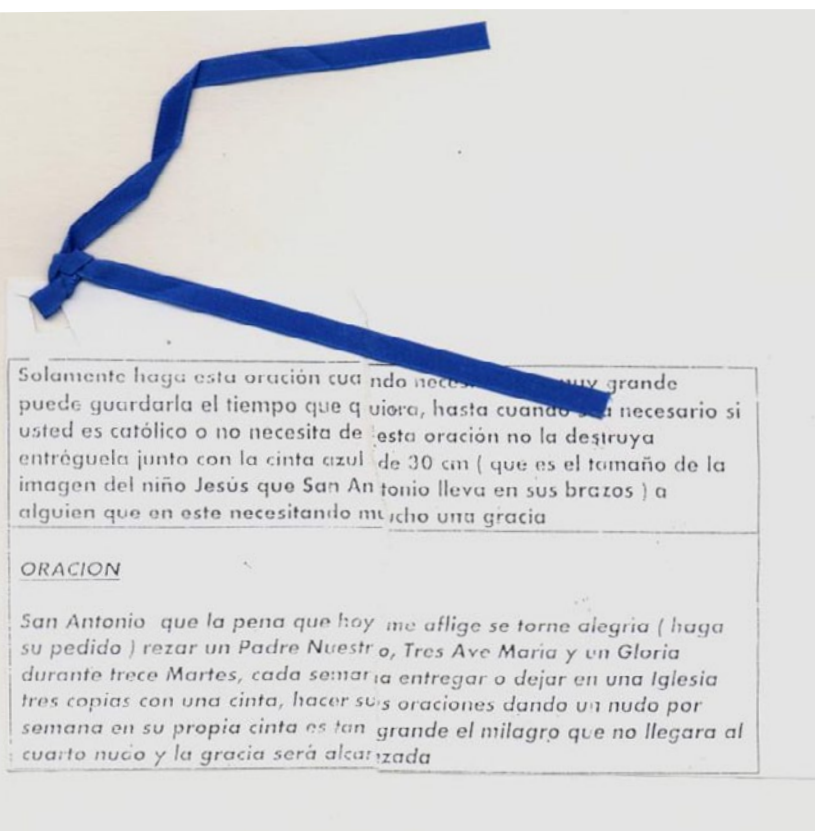 Solamente haga esta oración cuando neces muy grande
puede guardarla el tiempo que quiera, hasta cuando sea necesario si
usted es católico o no necesita de esta oración no la destruya
entréguela junto con la cinta azul de 30 cm ( que es el tamaño de la
imagen del niño Jesús que San Antonio lleva en sus brazos ) a
alguien que en este necesitando mucho una gracia
ORACION
San Antonio que la pena que hoy me aflige se torne alegria ( haga
su pedido ) rezar un Padre Nuestro, Tres Ave Maria y un Gloria
durante trece Martes, cada semana entregar o dejar en una Iglesia
tres copias con una cinta, hacer sus oraciones dando un nudo por
semana en su propia cinta es tan grande el milagro que no llegara al
cuarto nudo y la gracia será alcanzada